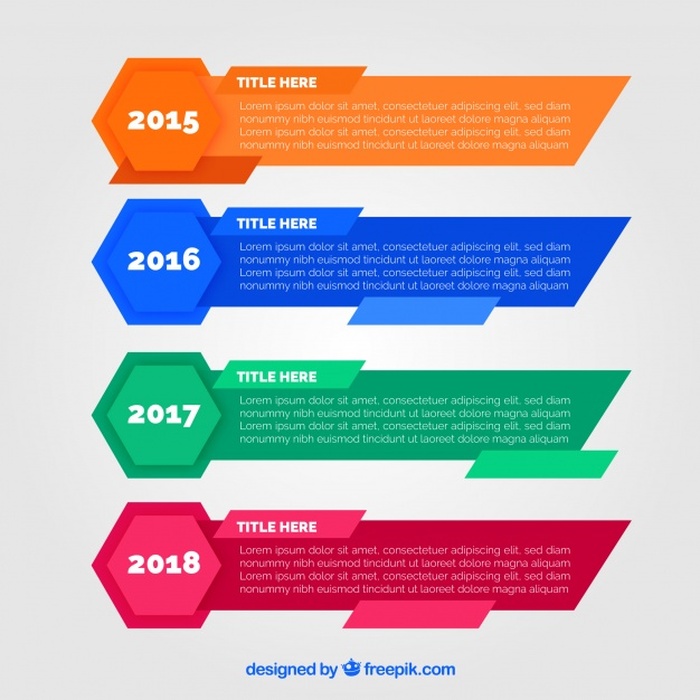 TITLE HERE
2015
Lorem ipsum dolor sit amet, consectetuer adipiscing elit, sed diam
nonummy nibh euismod tincidunt ut labore dolore magna aliquam
Lorem ipsum dolor sit amet, consectetuer adipiscing elit, sed diam
nonummy nibh euismod tincidunt ut labore dolore magna aliquam
TITLE HERE
2016
Lorem ipsum dolor sit amet, consectetuer adipiscing elit, sed diam
nonummy nibh euismod tincidunt ut labore dolore magna aliquam
Lorem ipsum dolor sit amet, consectetuer adipiscing elit, sed diam
nonummy nibh euismod tincidunt ut labore dolore magna aliquam
TITLE HERE
2017
Lorem ipsum dolor sit amet, consectetuer adipiscing elit, sed diam
nonummy nibh euismod tincidunt ut labore dolore magna aliquam
Lorem ipsum dolor sit amet, consectetuer adipiscing elit, sed diam
nonummy nibh euismod tincidunt ut labore dolore magna aliquam
TITLE HERE
2018
Lorem ipsum dolor sit amet, consectetuer adipiscing elit, sed diam
nonummy nibh euismod tincidunt ut labore dolore magna aliquam
Lorem ipsum dolor sit amet, consectetuer adipiscing elit, sed diam
nonummy nibh euismod tincidunt ut labore dolore magna aliquam
designed by freepik.com